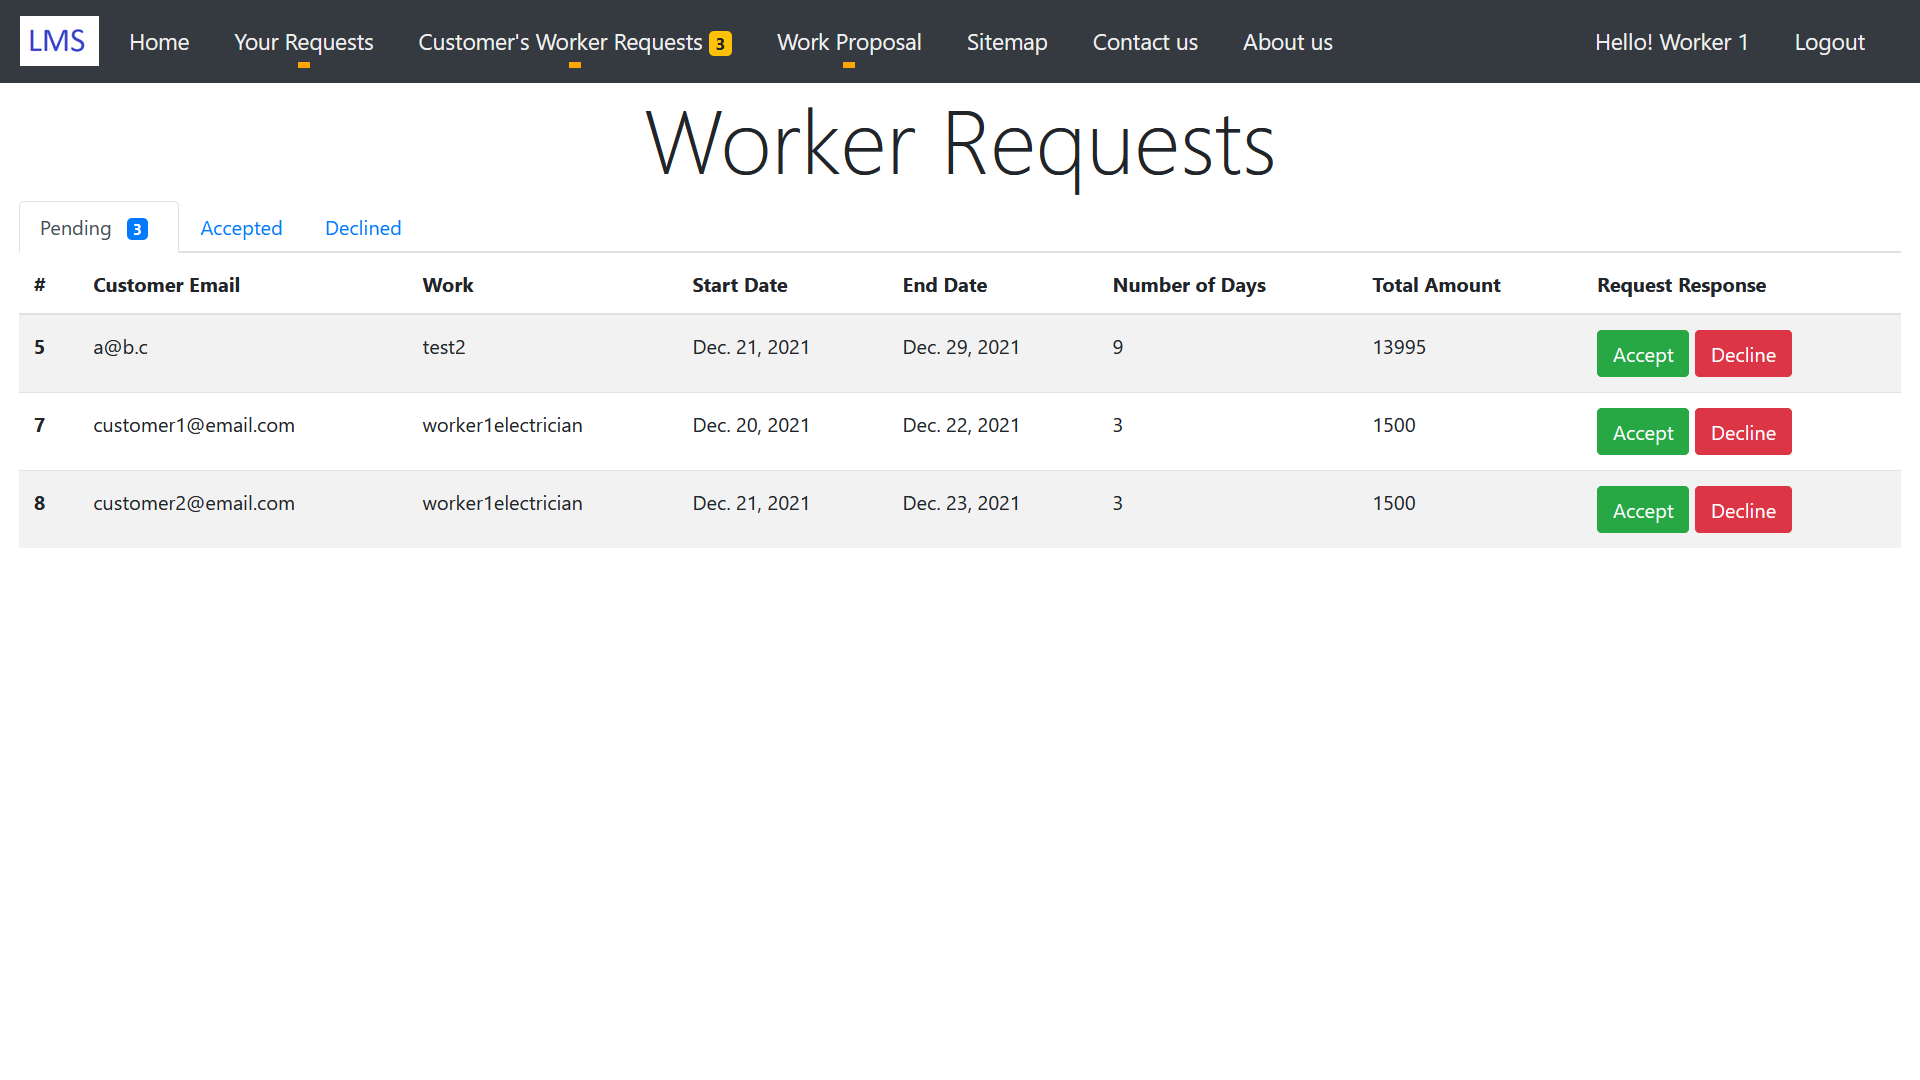 LMS Home Your Requests Customer's Worker Requests 3 Work Proposal Sitemap Contact us About us Hello! Worker 1 Logout
Worker Requests
Pending 3 Accepted Declined
# Customer Email Work Start Date End Date Number of Days Total Amount Request Response
5 a@b.c test2 Dec. 21, 2021 Dec. 29, 2021 9 13995 Accept Decline
7 customer1@email.com worker1electrician Dec. 20, 2021 Dec. 22, 2021 3 1500 Accept Decline
8 customer2@email.com worker1electrician Dec. 21, 2021 Dec. 23, 2021 3 1500 Accept Decline